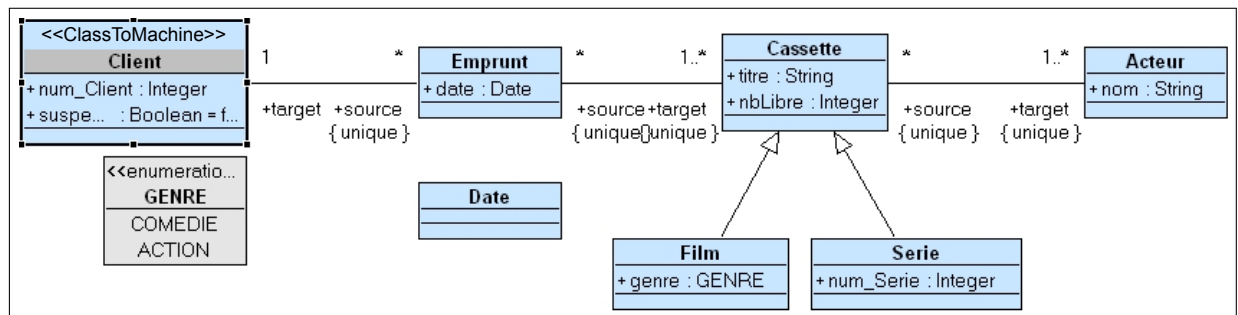 <<ClassToMachine>>
Client
+ num_Client : Integer
+ suspe... : Boolean = f...
1
*
+target
+source
{ unique }
Emprunt
+ date : Date
*
1..*
+source
{ unique
+target
unique }
Cassette
+ titre : String
+ nbLibre : Integer
*
1..*
+source
{ unique }
+target
{ unique }
Acteur
+ nom : String
<<enumeratio...
GENRE
COMEDIE
ACTION
Date
Film
+ genre : GENRE
Serie
+ num_Serie : Integer